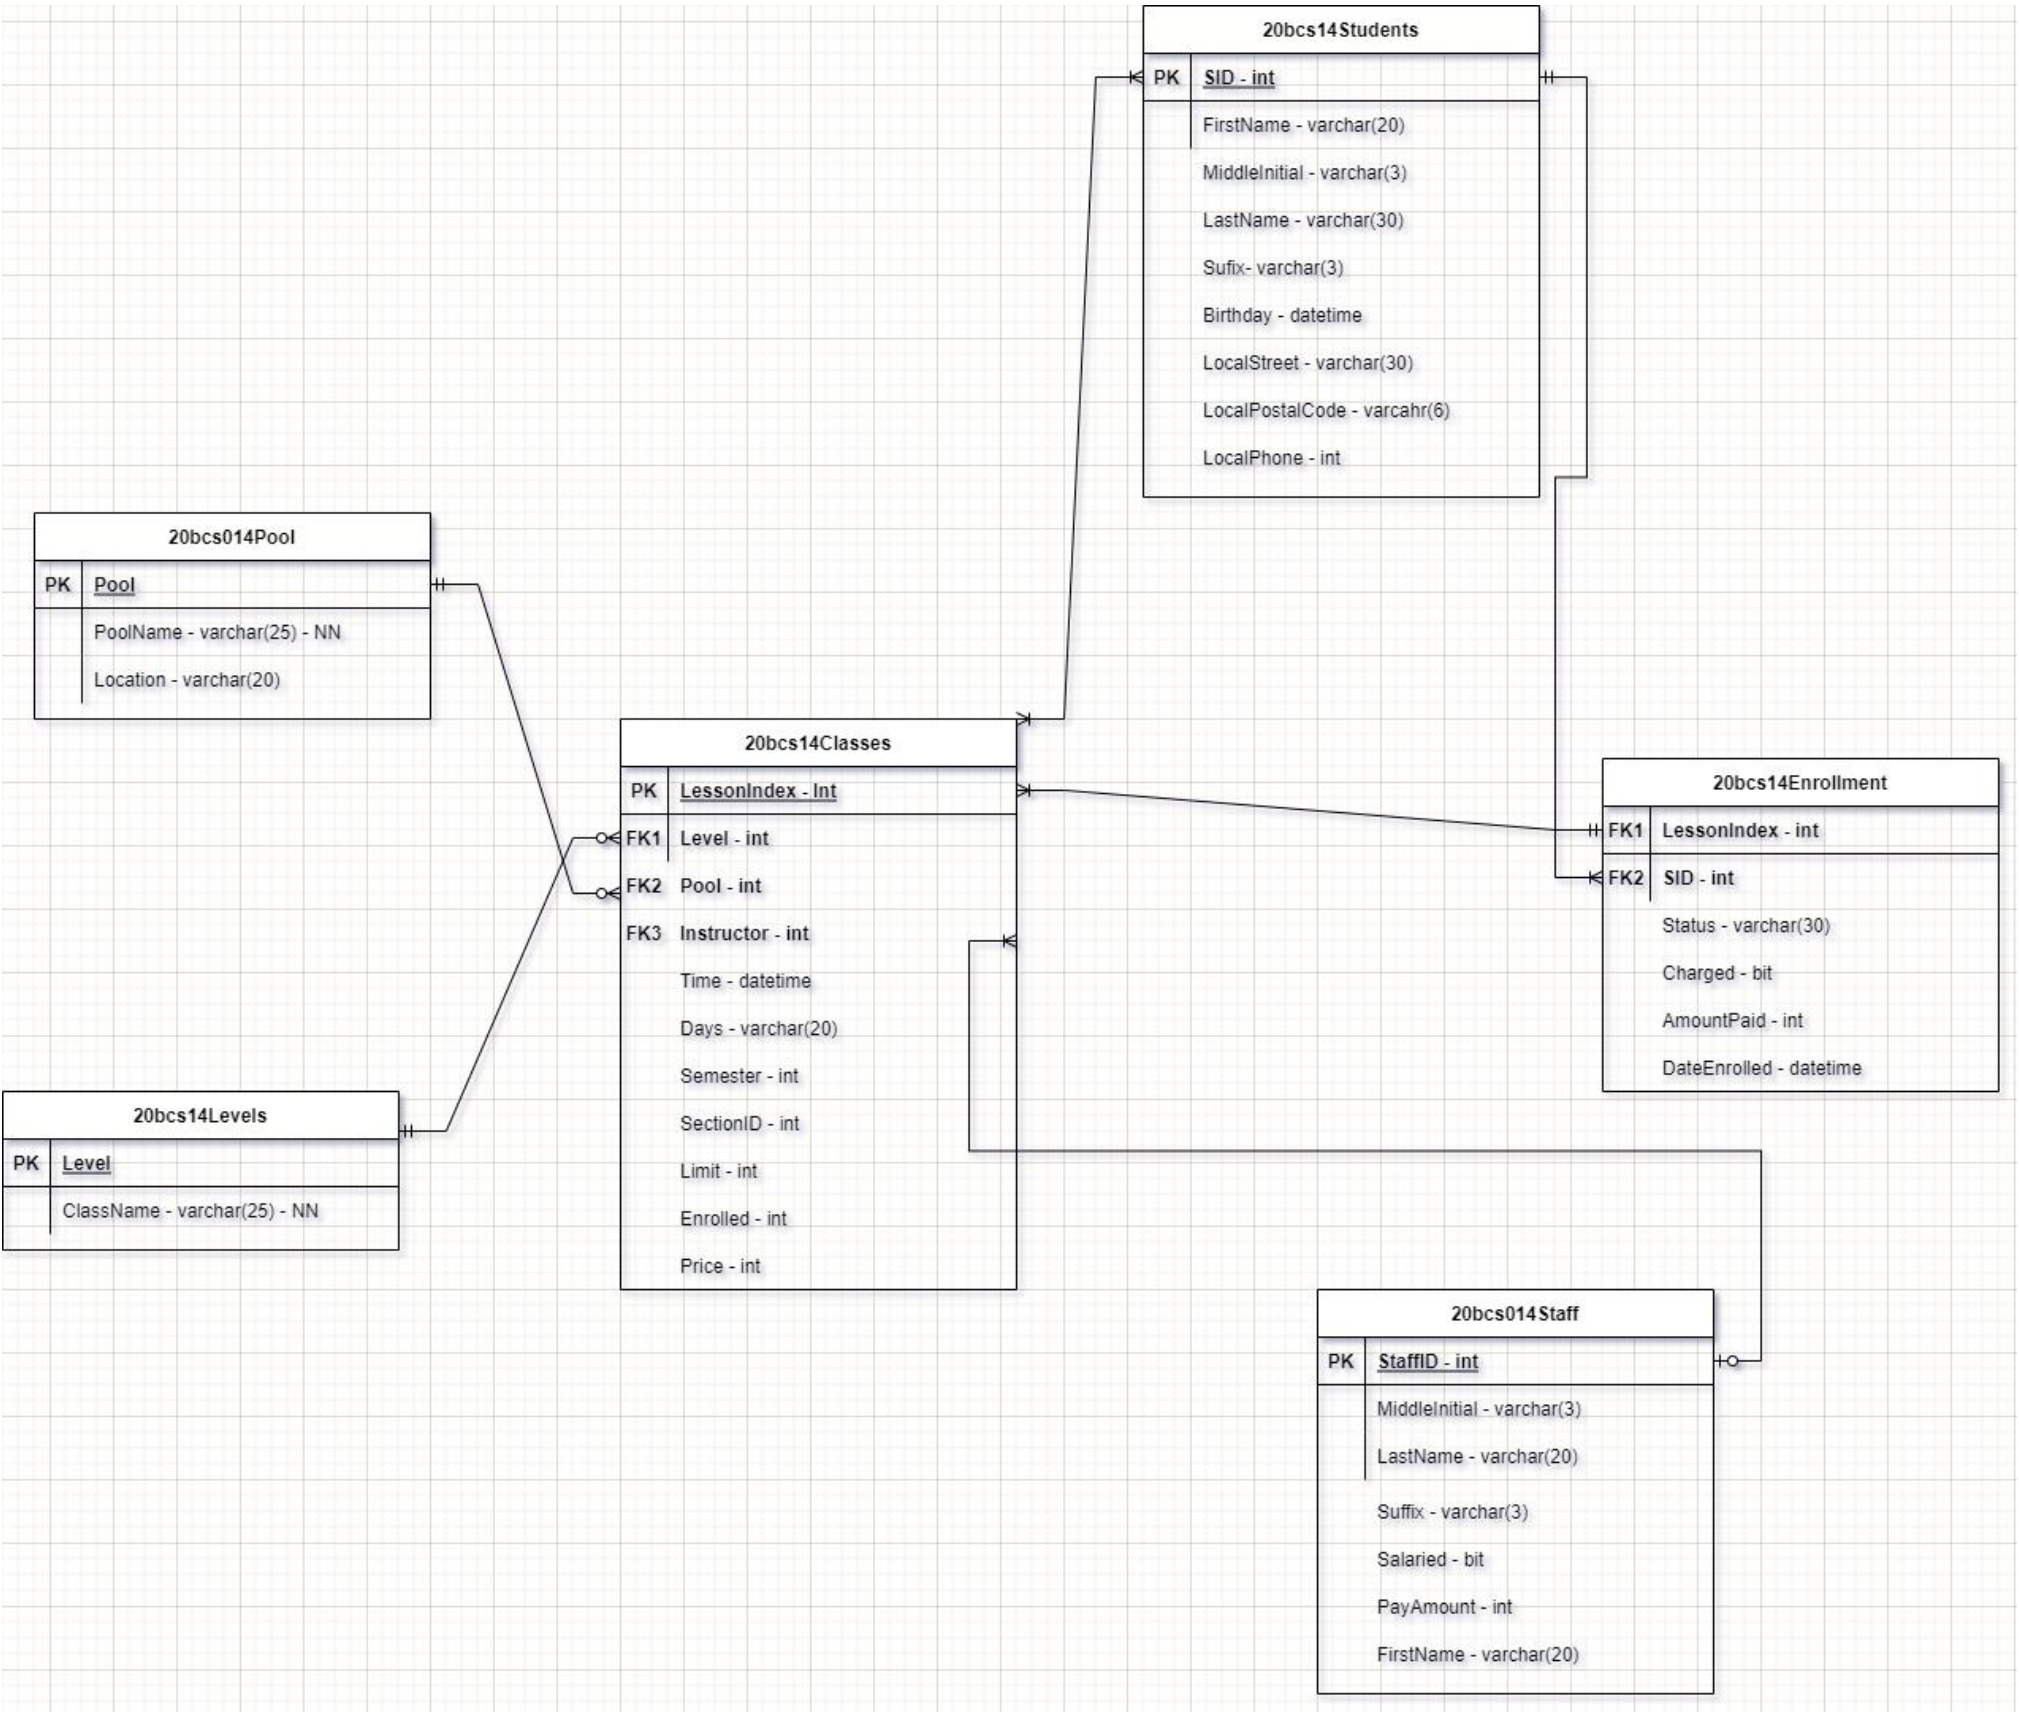 20bcs14Students
PK SID - int
FirstName - varchar(20)
MiddleInitial - varchar(3)
LastName - varchar(30)
Sufix- varchar(3)
Birthday - datetime
LocalStreet - varchar(30)
LocalPostalCode - varcahr(6)
LocalPhone - int
20bcs014Pool
PK Pool
PoolName - varchar(25) - NN
Location - varchar(20)
20bcs14Classes
PK LessonIndex - Int
FK1 Level - int
FK2 Pool - int
FK3 Instructor - int
Time - datetime
Days - varchar(20)
Semester - int
SectionID - int
Limit - int
Enrolled - int
Price - int
20bcs14Enrollment
FK1 LessonIndex - int
FK2 SID - int
Status - varchar(30)
Charged - bit
AmountPaid - int
DateEnrolled - datetime
20bcs14Levels
PK Level
ClassName - varchar(25) - NN
20bcs014Staff
PK StaffID - int
MiddleInitial - varchar(3)
LastName - varchar(20)
Suffix - varchar(3)
Salaried - bit
PayAmount - int
FirstName - varchar(20)